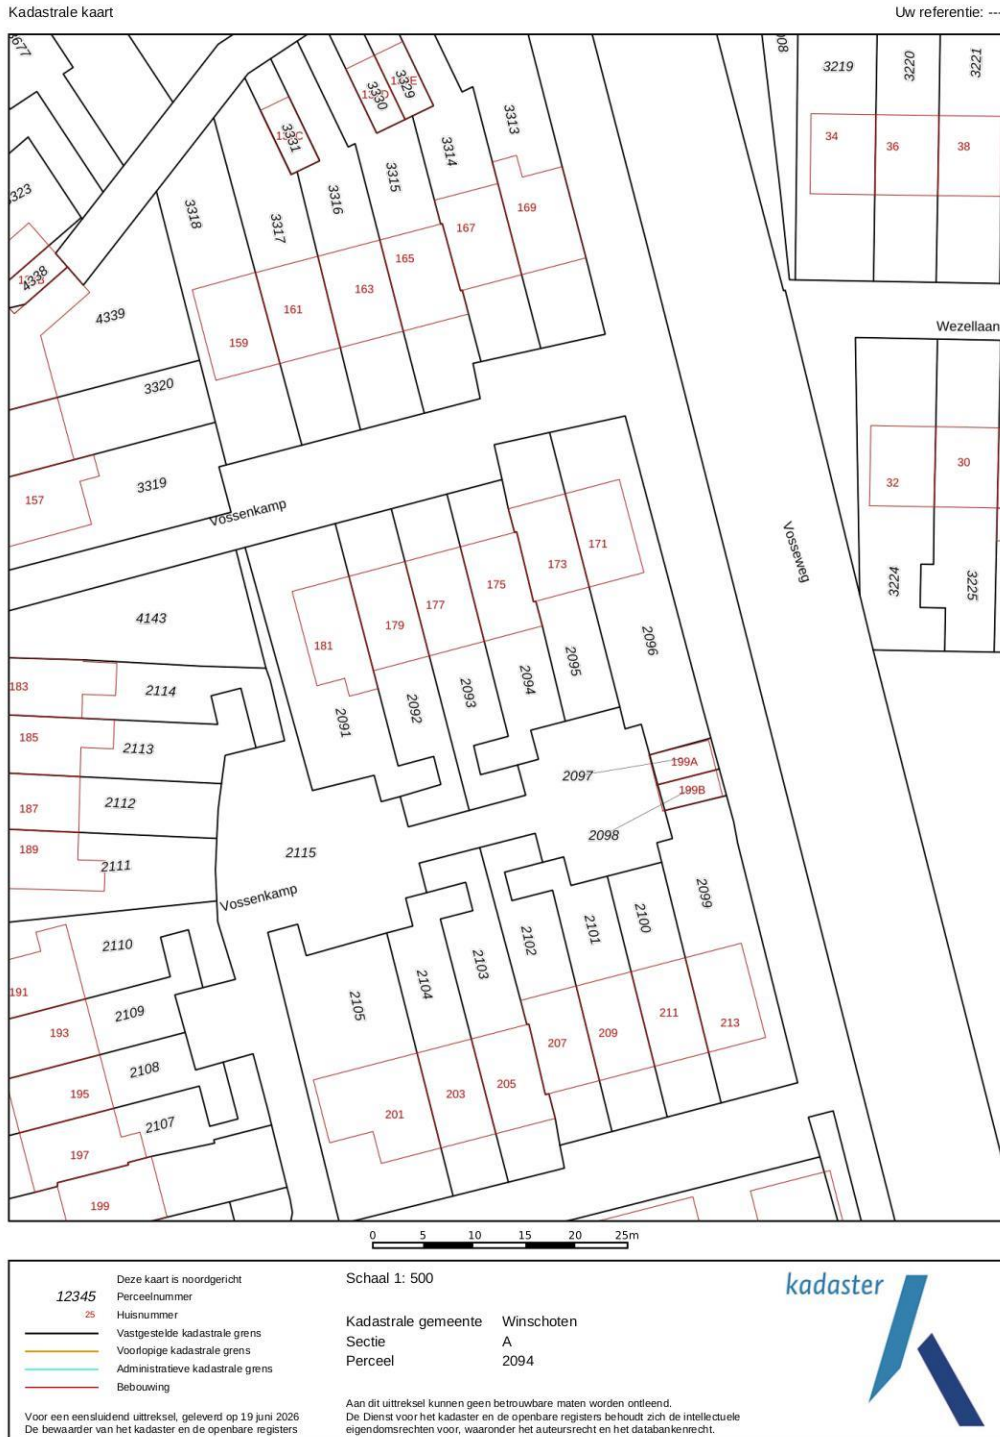 Kadastrale kaart
Uw referentie: --
3219
3220
3221
34
36
38
3329
3330
3331
3313
3314
3315
3316
3317
3318
169
167
165
163
161
159
4338
4339
3320
3319
157
Wezellaan
32
30
3224
3225
Vosseweg
Vossenkamp
4143
171
173
175
177
179
181
2096
2095
2094
2093
2092
2091
183
2114
185
2113
187
2112
189
2111
2097
199A
199B
2098
2115
Vossenkamp
2099
2100
2101
2102
2103
2104
2105
2110
191
2109
193
2108
195
2107
197
199
201
203
205
207
209
211
213
0 5 10 15 20 25m
Deze kaart is noordgericht
12345 Perceelnummer
25 Huisnummer
Vastgestelde kadastrale grens
Voorlopige kadastrale grens
Administratieve kadastrale grens
Bebouwing
Voor een eensluidend uittreksel, geleverd op 19 juni 2026
De bewaarder van het kadaster en de openbare registers
Schaal 1: 500
Kadastrale gemeente Winschoten
Sectie A
Perceel 2094
Aan dit uittreksel kunnen geen betrouwbare maten worden ontleend.
De Dienst voor het kadaster en de openbare registers behoudt zich de intellectuele
eigendomsrechten voor, waaronder het auteursrecht en het databankenrecht.
kadaster